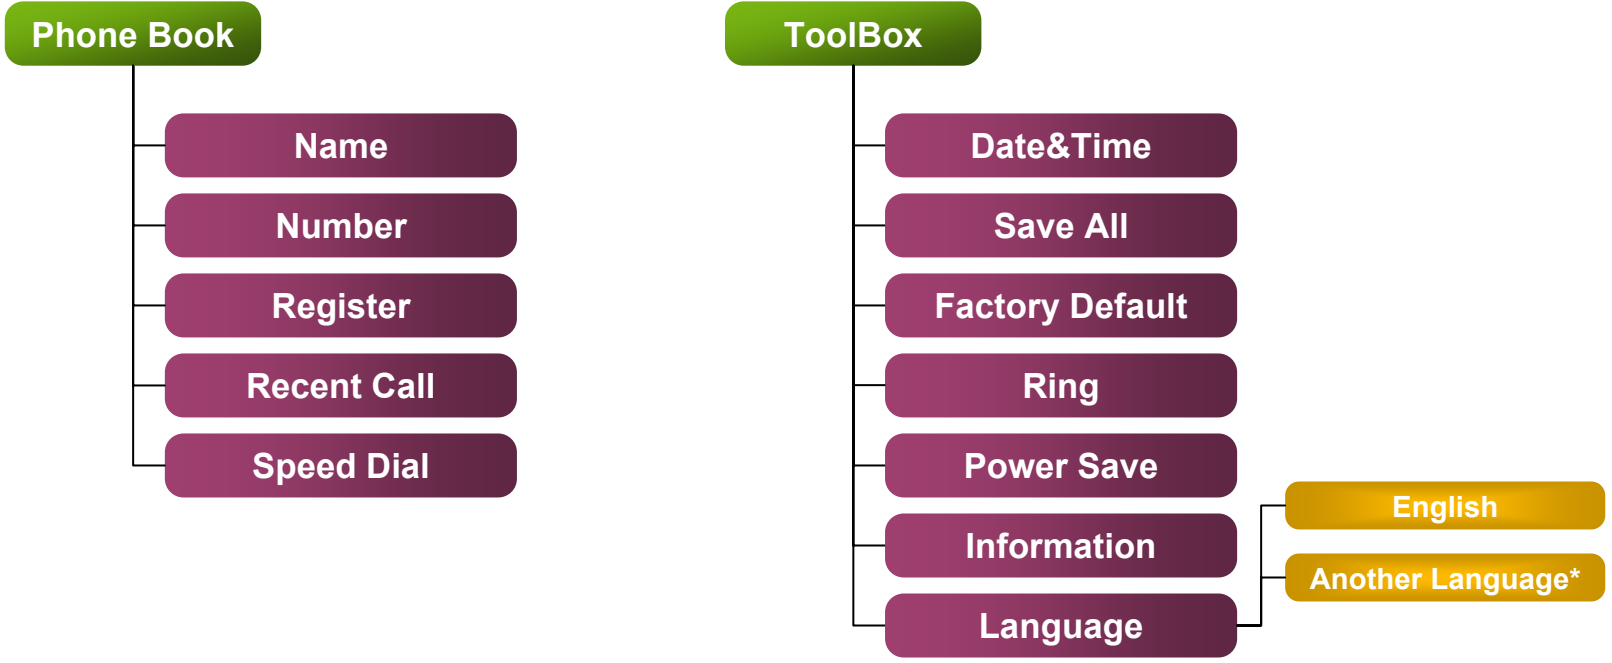 Phone Book
Name
Number
Register
Recent Call
Speed Dial
ToolBox
Date&Time
Save All
Factory Default
Ring
Power Save
Information
Language
English
Another Language*